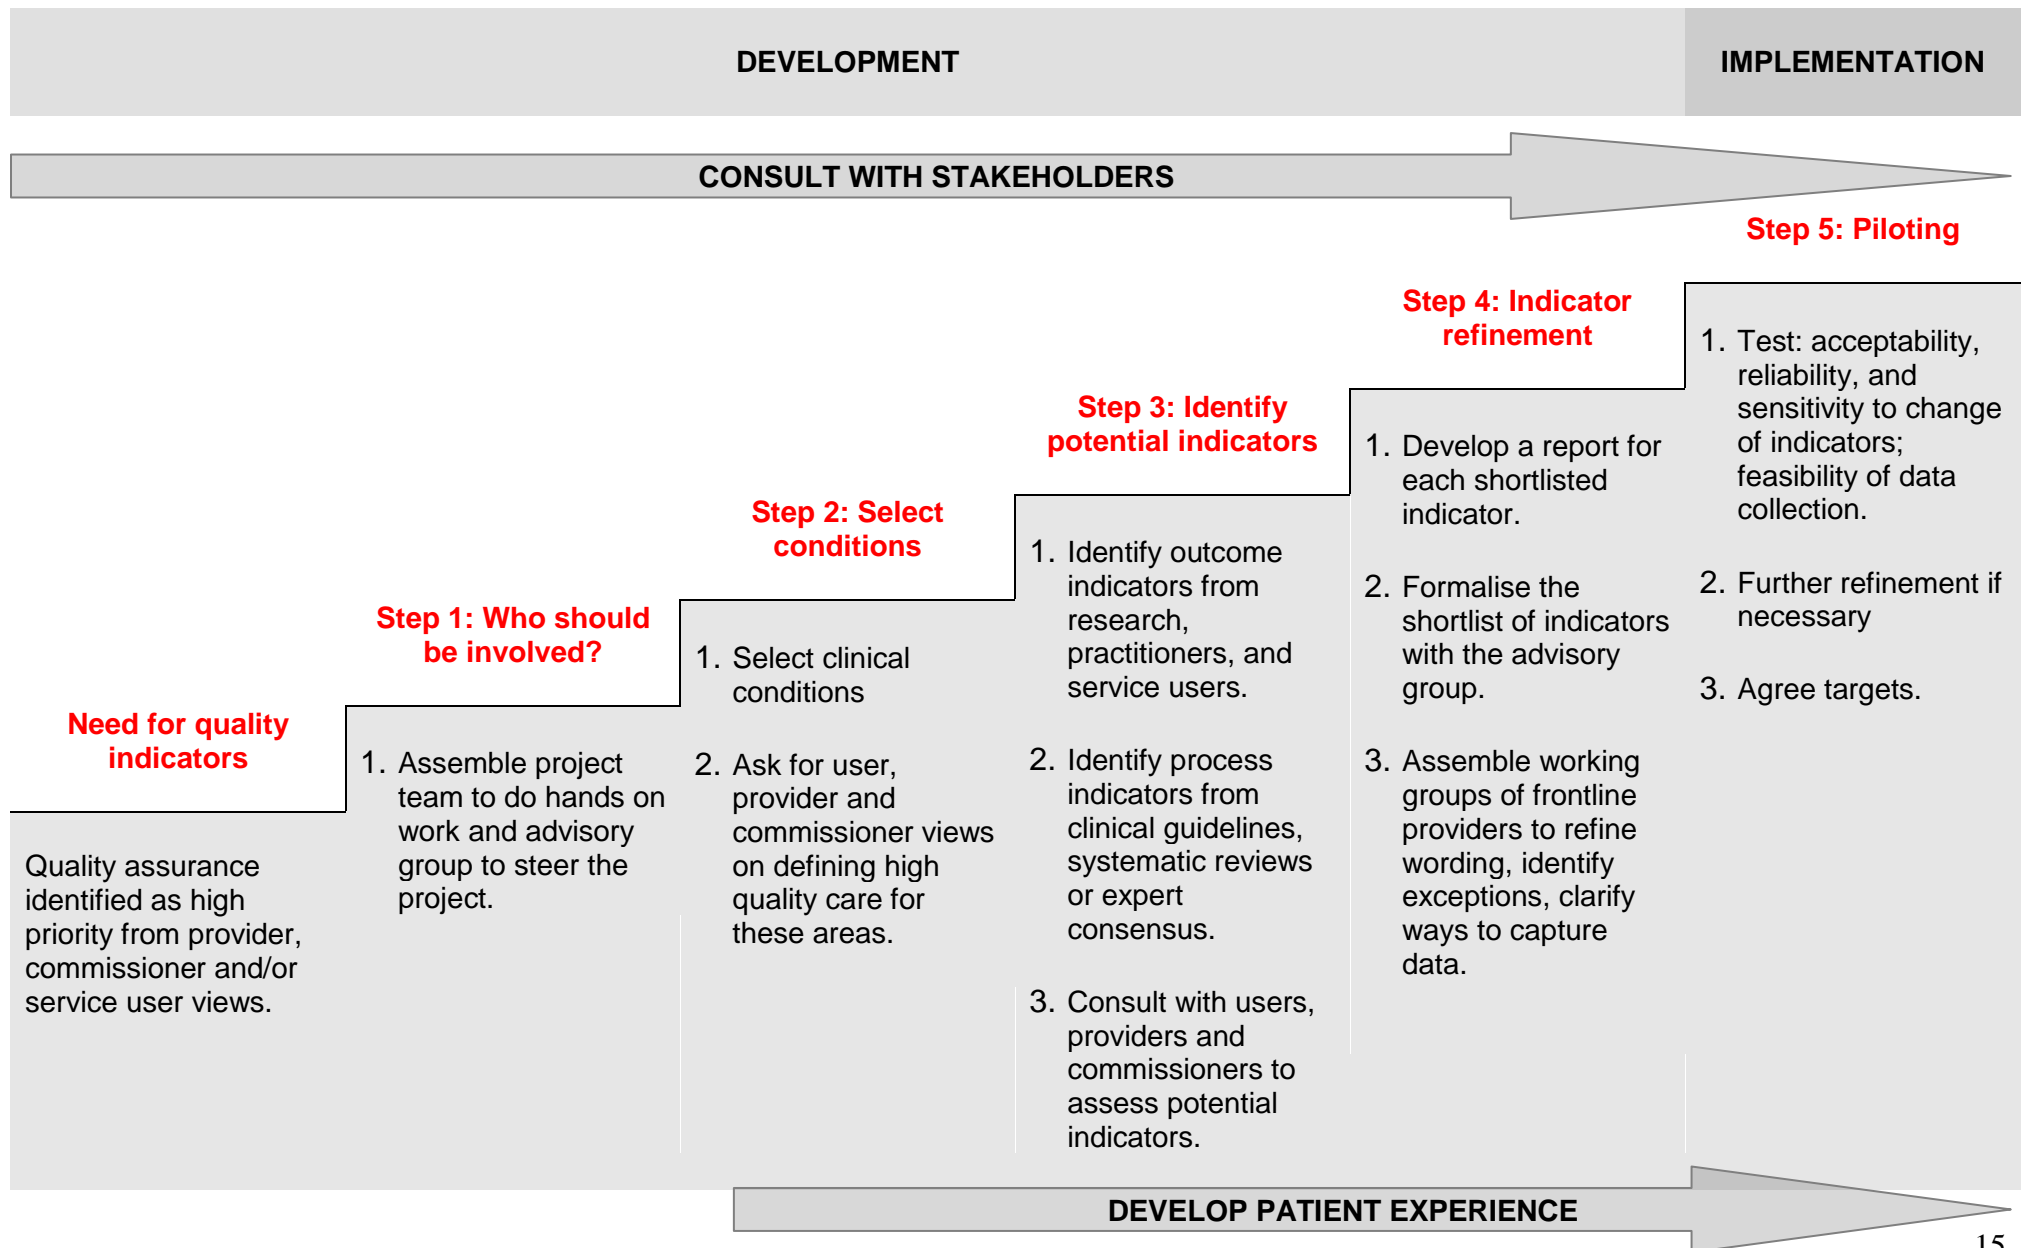 DEVELOPMENT
IMPLEMENTATION
CONSULT WITH STAKEHOLDERS
Need for quality
indicators
Quality assurance
identified as high
priority from provider,
commissioner and/or
service user views.
Step 1: Who should
be involved?
1. Assemble project
team to do hands on
work and advisory
group to steer the
project.
Step 2: Select
conditions
1. Select clinical
conditions
2. Ask for user,
provider and
commissioner views
on defining high
quality care for
these areas.
Step 3: Identify
potential indicators
1. Identify outcome
indicators from
research,
practitioners, and
service users.
2. Identify process
indicators from
clinical guidelines,
systematic reviews
or expert
consensus.
3. Consult with users,
providers and
commissioners to
assess potential
indicators.
Step 4: Indicator
refinement
1. Develop a report for
each shortlisted
indicator.
2. Formalise the
shortlist of indicators
with the advisory
group.
3. Assemble working
groups of frontline
providers to refine
wording, identify
exceptions, clarify
ways to capture
data.
Step 5: Piloting
1. Test: acceptability,
reliability, and
sensitivity to change
of indicators;
feasibility of data
collection.
2. Further refinement if
necessary
3. Agree targets.
DEVELOP PATIENT EXPERIENCE
15